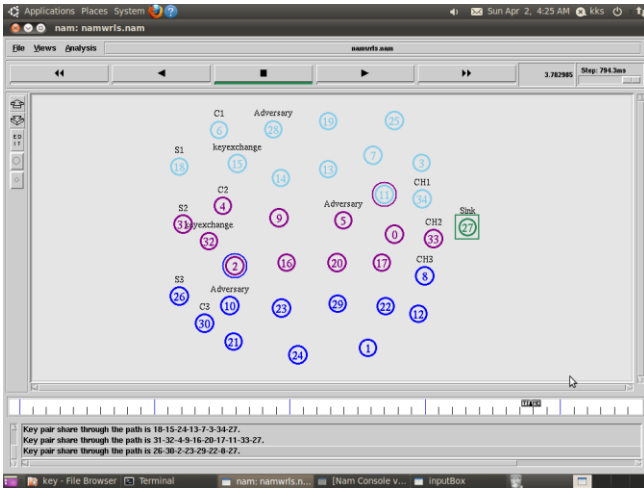 Applications Places System
Sun Apr 2, 4:25 AM kks
nam: namwrls.nam
File Views Analysis namwrls.nam
3.782985 Step: 794.3ms
C1 Adversary 19 25
6 28
keyexchange 7
S1 15 13 3
18 14 11 CH1
34
C2
S2 4 9 Adversary Sink
31 keyexchange 5 CH2 27
32 0 33
2 16 20 17 CH3
8
S3 Adversary
26 10 23 29 22 12
C3
30
21 24 1
Key pair share through the path is 18-15-24-13-7-3-34-27.
Key pair share through the path is 31-32-4-9-16-20-17-11-33-27.
Key pair share through the path is 26-30-2-23-29-22-8-27.
key - File Browser Terminal nam: namwrls.n... [Nam Console v... inputBox